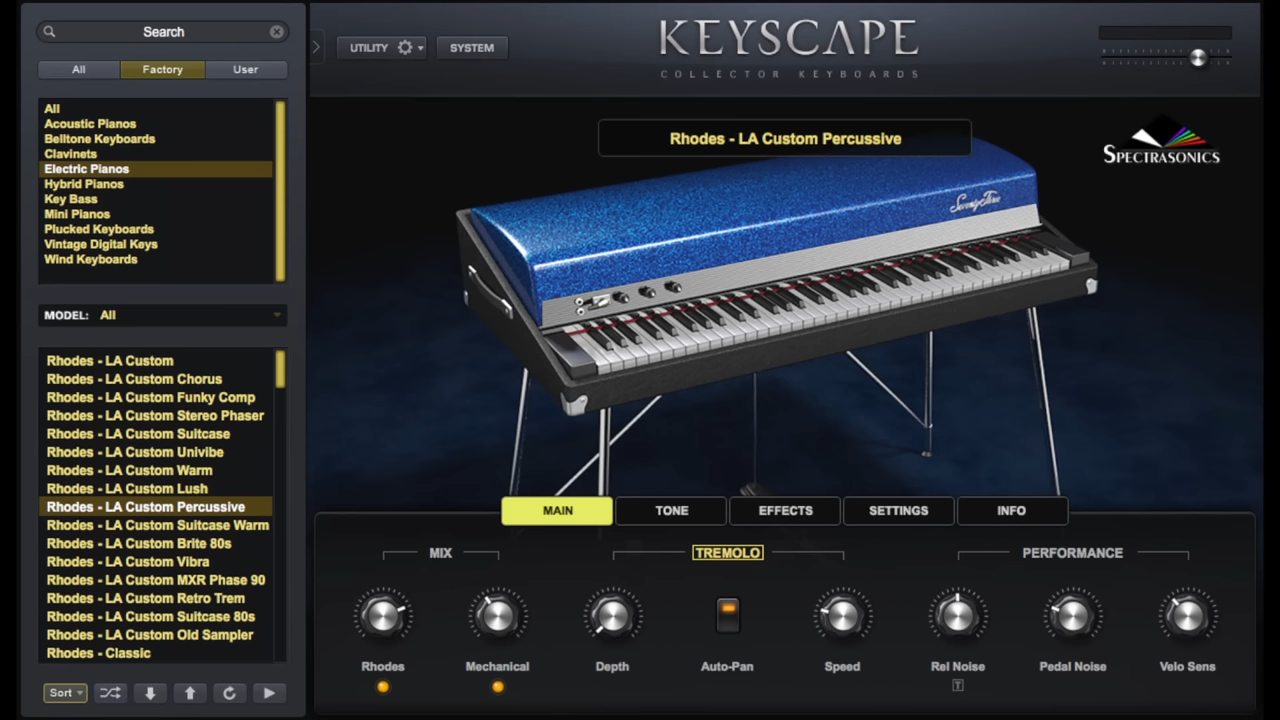 Search
All
Factory
User
All
Acoustic Pianos
Belltone Keyboards
Clavinets
Electric Pianos
Hybrid Pianos
Key Bass
Mini Pianos
Plucked Keyboards
Vintage Digital Keys
Wind Keyboards
MODEL: All
Rhodes - LA Custom
Rhodes - LA Custom Chorus
Rhodes - LA Custom Funky Comp
Rhodes - LA Custom Stereo Phaser
Rhodes - LA Custom Suitcase
Rhodes - LA Custom Univibe
Rhodes - LA Custom Warm
Rhodes - LA Custom Lush
Rhodes - LA Custom Percussive
Rhodes - LA Custom Suitcase Warm
Rhodes - LA Custom Brite 80s
Rhodes - LA Custom Vibra
Rhodes - LA Custom MXR Phase 90
Rhodes - LA Custom Retro Trem
Rhodes - LA Custom Suitcase 80s
Rhodes - LA Custom Old Sampler
Rhodes - Classic
Sort
UTILITY
SYSTEM
KEYSCAPE
COLLECTOR KEYBOARDS
Rhodes - LA Custom Percussive
SPECTRASONICS
Seventy Three
MAIN
TONE
EFFECTS
SETTINGS
INFO
MIX
TREMOLO
PERFORMANCE
Rhodes
Mechanical
Depth
Auto-Pan
Speed
Rel Noise
Pedal Noise
Velo Sens
T